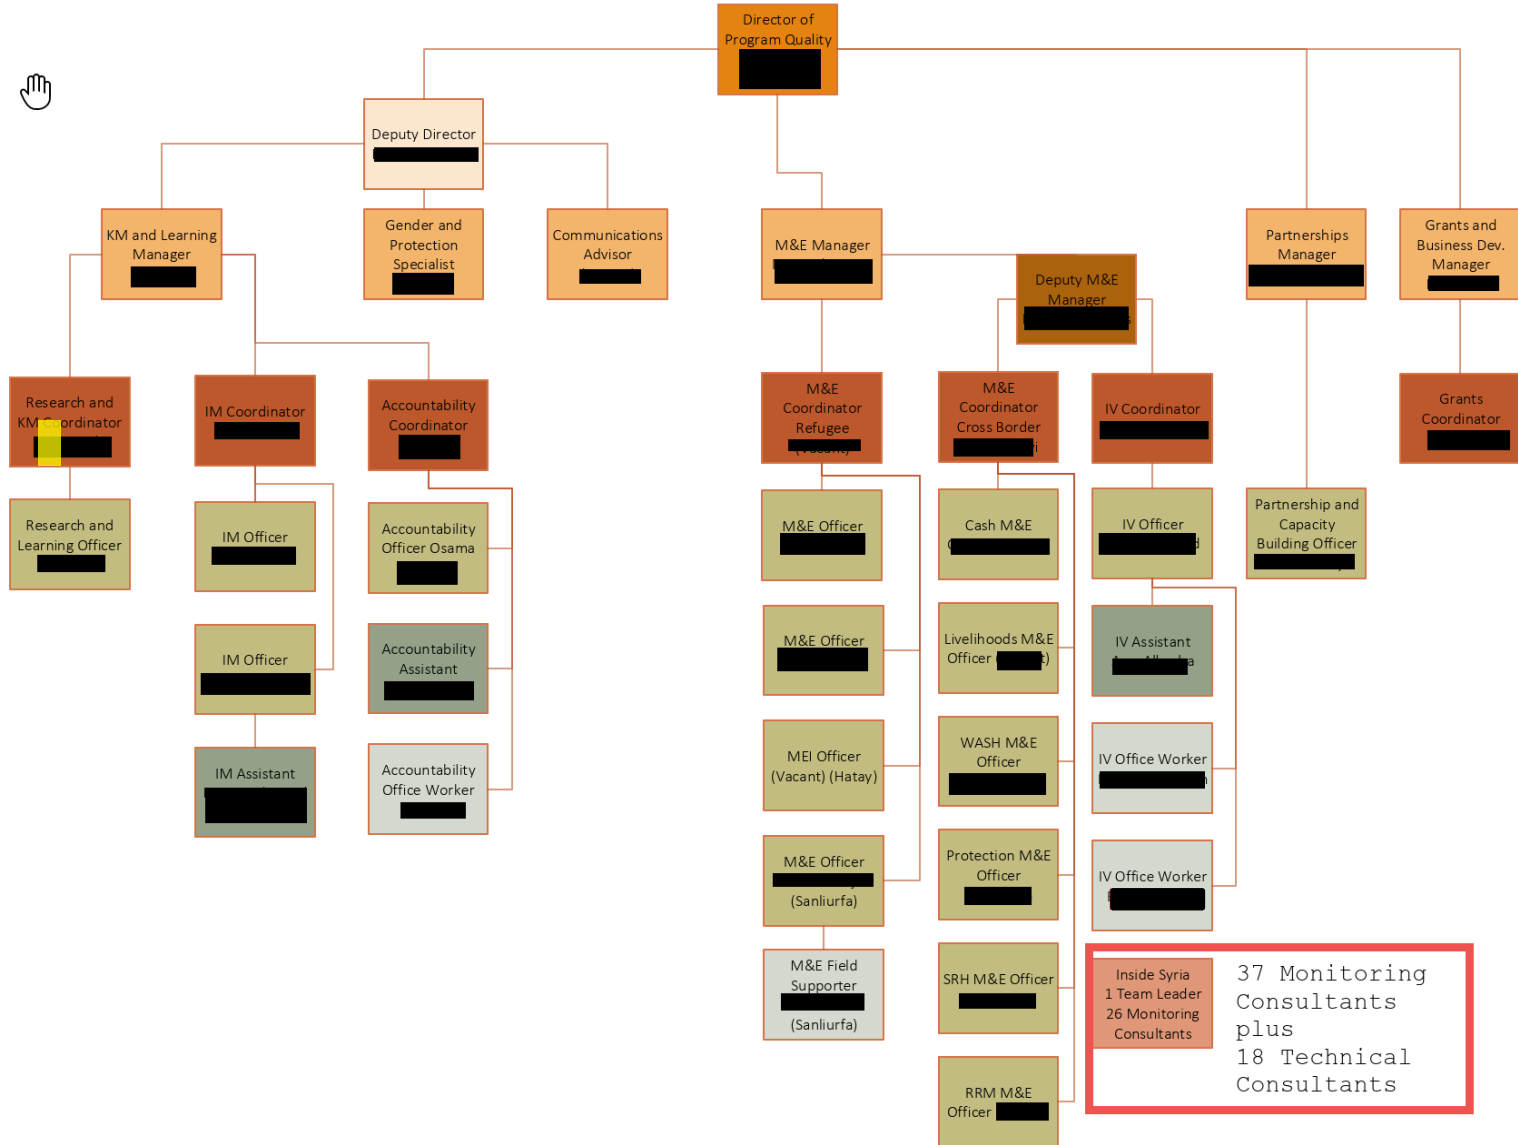 Director of
Program Quality
Deputy Director
KM and Learning
Manager
Gender and
Protection
Specialist
Communications
Advisor
M&E Manager
Deputy M&E
Manager
Partnerships
Manager
Grants and
Business Dev.
Manager
Research and
KM Coordinator
IM Coordinator
Accountability
Coordinator
M&E
Coordinator
Refugee
(Vacant)
M&E
Coordinator
Cross Border
IV Coordinator
Grants
Coordinator
Research and
Learning Officer
IM Officer
Accountability
Officer Osama
M&E Officer
Cash M&E
IV Officer
Partnership and
Capacity
Building Officer
IM Officer
Accountability
Assistant
M&E Officer
Livelihoods M&E
Officer
IV Assistant
IM Assistant
Accountability
Office Worker
MEI Officer
(Vacant) (Hatay)
WASH M&E
Officer
IV Office Worker
M&E Officer
(Sanliurfa)
Protection M&E
Officer
IV Office Worker
M&E Field
Supporter
(Sanliurfa)
SRH M&E Officer
RRM M&E
Officer
Inside Syria
1 Team Leader
26 Monitoring
Consultants
37 Monitoring
Consultants
plus
18 Technical
Consultants